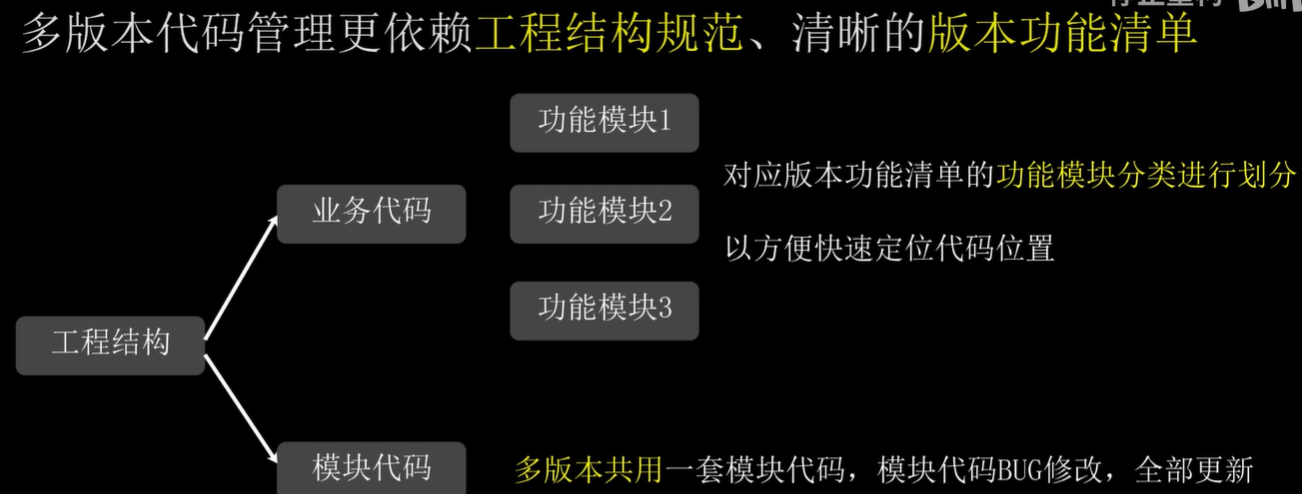 多版本代码管理更依赖工程结构规范、清晰的版本功能清单
功能模块1
对应版本功能清单的功能模块分类进行划分
业务代码
功能模块2
以方便快速定位代码位置
功能模块3
工程结构
模块代码
多版本共用一套模块代码，模块代码BUG修改，全部更新